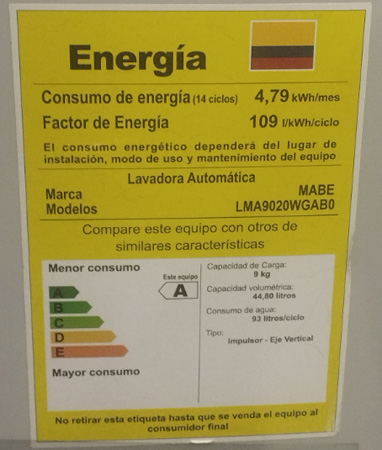 Energía
Consumo de energía (14 ciclos) 4,79 kWh/mes
Factor de Energía 109 l/kWh/ciclo
El consumo energético dependerá del lugar de
instalación, modo de uso y mantenimiento del equipo
Lavadora Automática
Marca MABE
Modelos LMA9020WGAB0
Compare este equipo con otros de
similares características
Menor consumo
Este equipo
A
A
B
C
D
E
Mayor consumo
Capacidad de Carga:
9 kg
Capacidad volumétrica:
44,80 litros
Consumo de agua:
93 litros/ciclo
Tipo:
Impulsor - Eje Vertical
No retirar esta etiqueta hasta que se venda el equipo al
consumidor final